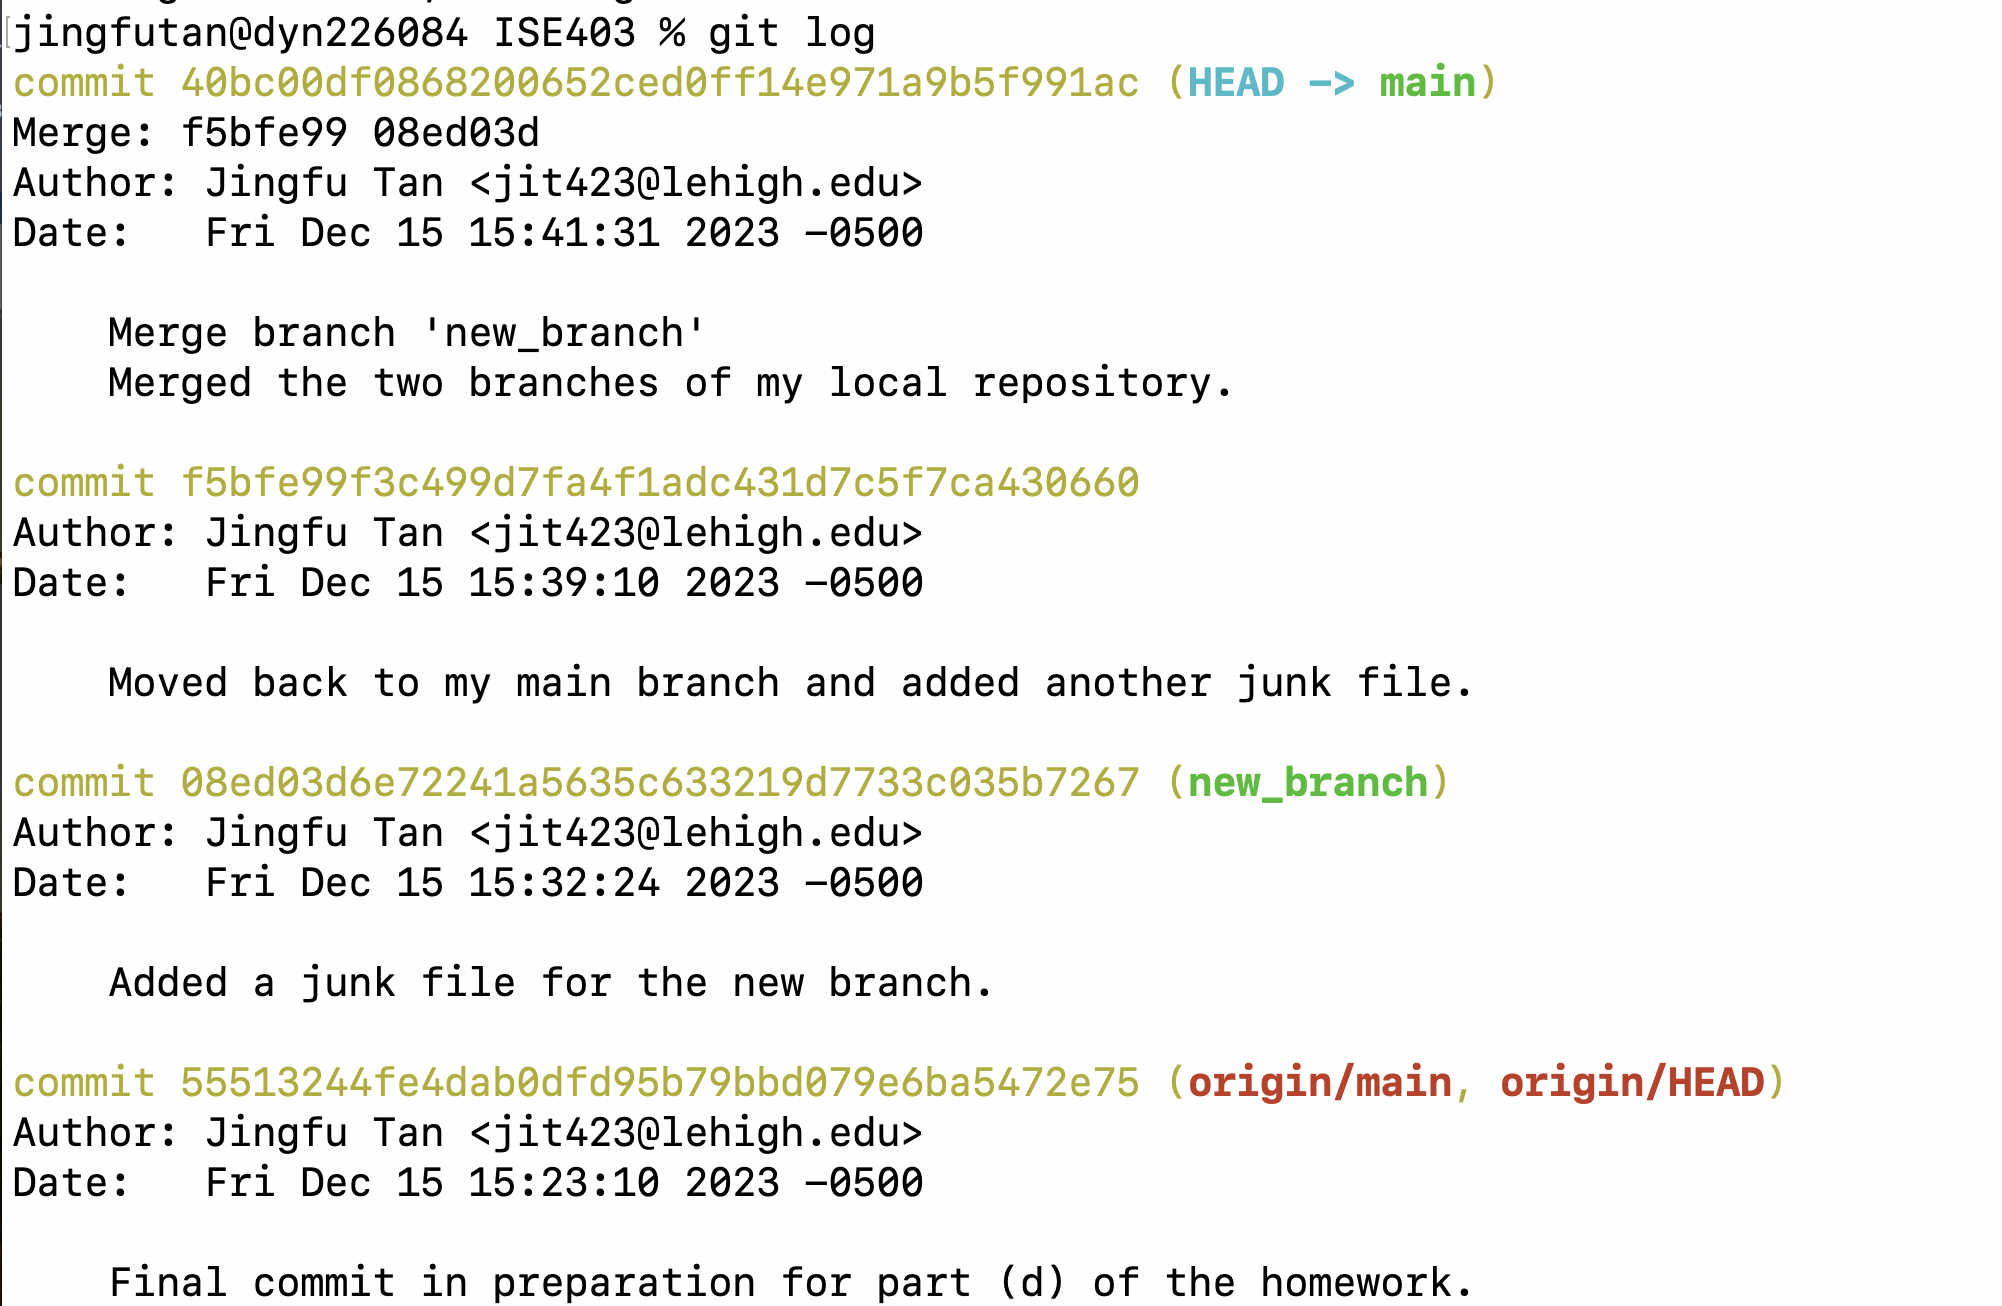 jingfutan@dyn226084 ISE403 % git log
commit 40bc00df0868200652ced0ff14e971a9b5f991ac (HEAD -> main)
Merge: f5bfe99 08ed03d
Author: Jingfu Tan <jit423@lehigh.edu>
Date:   Fri Dec 15 15:41:31 2023 -0500
    Merge branch 'new_branch'
    Merged the two branches of my local repository.
commit f5bfe99f3c499d7fa4f1adc431d7c5f7ca430660
Author: Jingfu Tan <jit423@lehigh.edu>
Date:   Fri Dec 15 15:39:10 2023 -0500
    Moved back to my main branch and added another junk file.
commit 08ed03d6e72241a5635c633219d7733c035b7267 (new_branch)
Author: Jingfu Tan <jit423@lehigh.edu>
Date:   Fri Dec 15 15:32:24 2023 -0500
    Added a junk file for the new branch.
commit 55513244fe4dab0dfd95b79bbd079e6ba5472e75 (origin/main, origin/HEAD)
Author: Jingfu Tan <jit423@lehigh.edu>
Date:   Fri Dec 15 15:23:10 2023 -0500
    Final commit in preparation for part (d) of the homework.